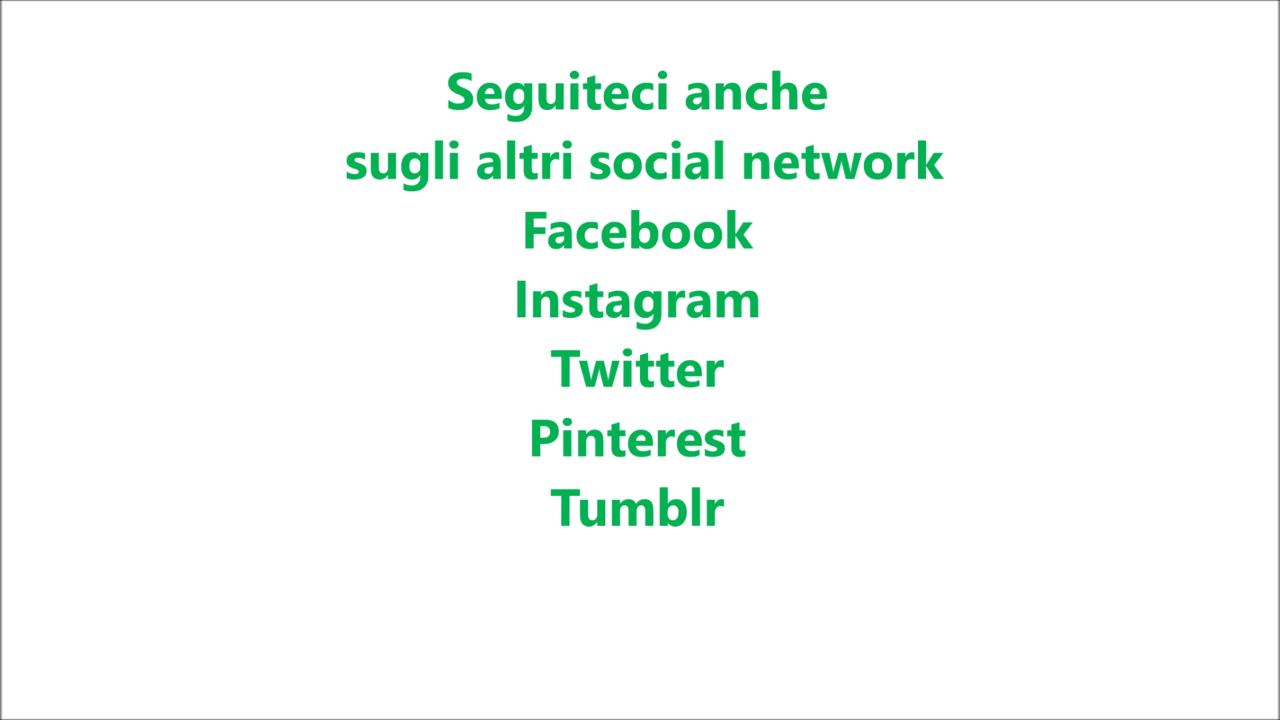 Seguiteci anche
sugli altri social network
Facebook
Instagram
Twitter
Pinterest
Tumblr